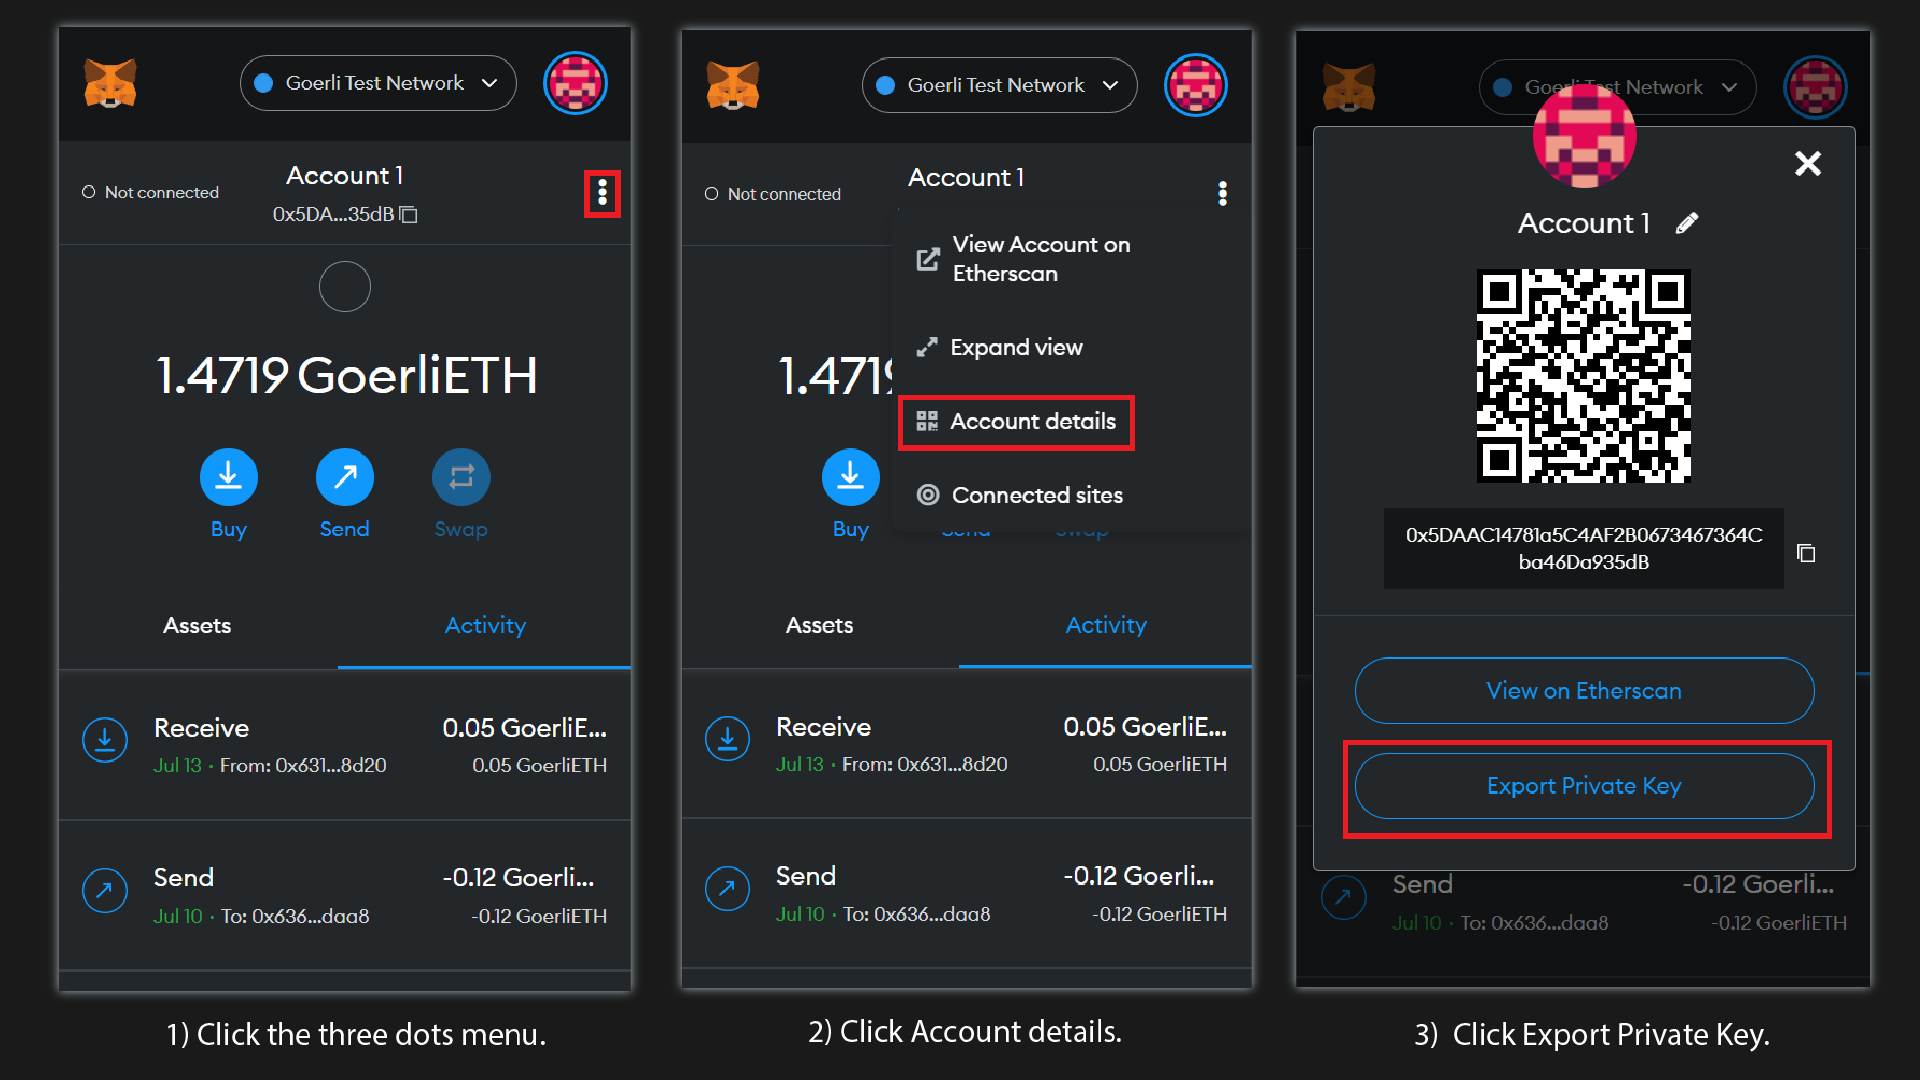 Goerli Test Network
Not connected
Account 1
0x5DA...35dB
1.4719 GoerliETH
Buy
Send
Swap
Assets
Activity
Receive
0.05 GoerliE...
Jul 13 · From: 0x631...8d20
0.05 GoerliETH
Send
-0.12 Goerli...
Jul 10 · To: 0x636...daa8
-0.12 GoerliETH
1) Click the three dots menu.
Goerli Test Network
Not connected
Account 1
View Account on
Etherscan
Expand view
1.471
Account details
Connected sites
Buy
Send
Swap
Assets
Activity
Receive
0.05 GoerliE...
Jul 13 · From: 0x631...8d20
0.05 GoerliETH
Send
-0.12 Goerli...
Jul 10 · To: 0x636...daa8
-0.12 GoerliETH
2) Click Account details.
Goerli Test Network
Account 1
0x5DAAC14781a5C4AF2B0673467364C
ba46Da935dB
View on Etherscan
Export Private Key
Send
-0.12 Goerli...
Jul 10 · To: 0x636...daa8
-0.12 GoerliETH
3) Click Export Private Key.